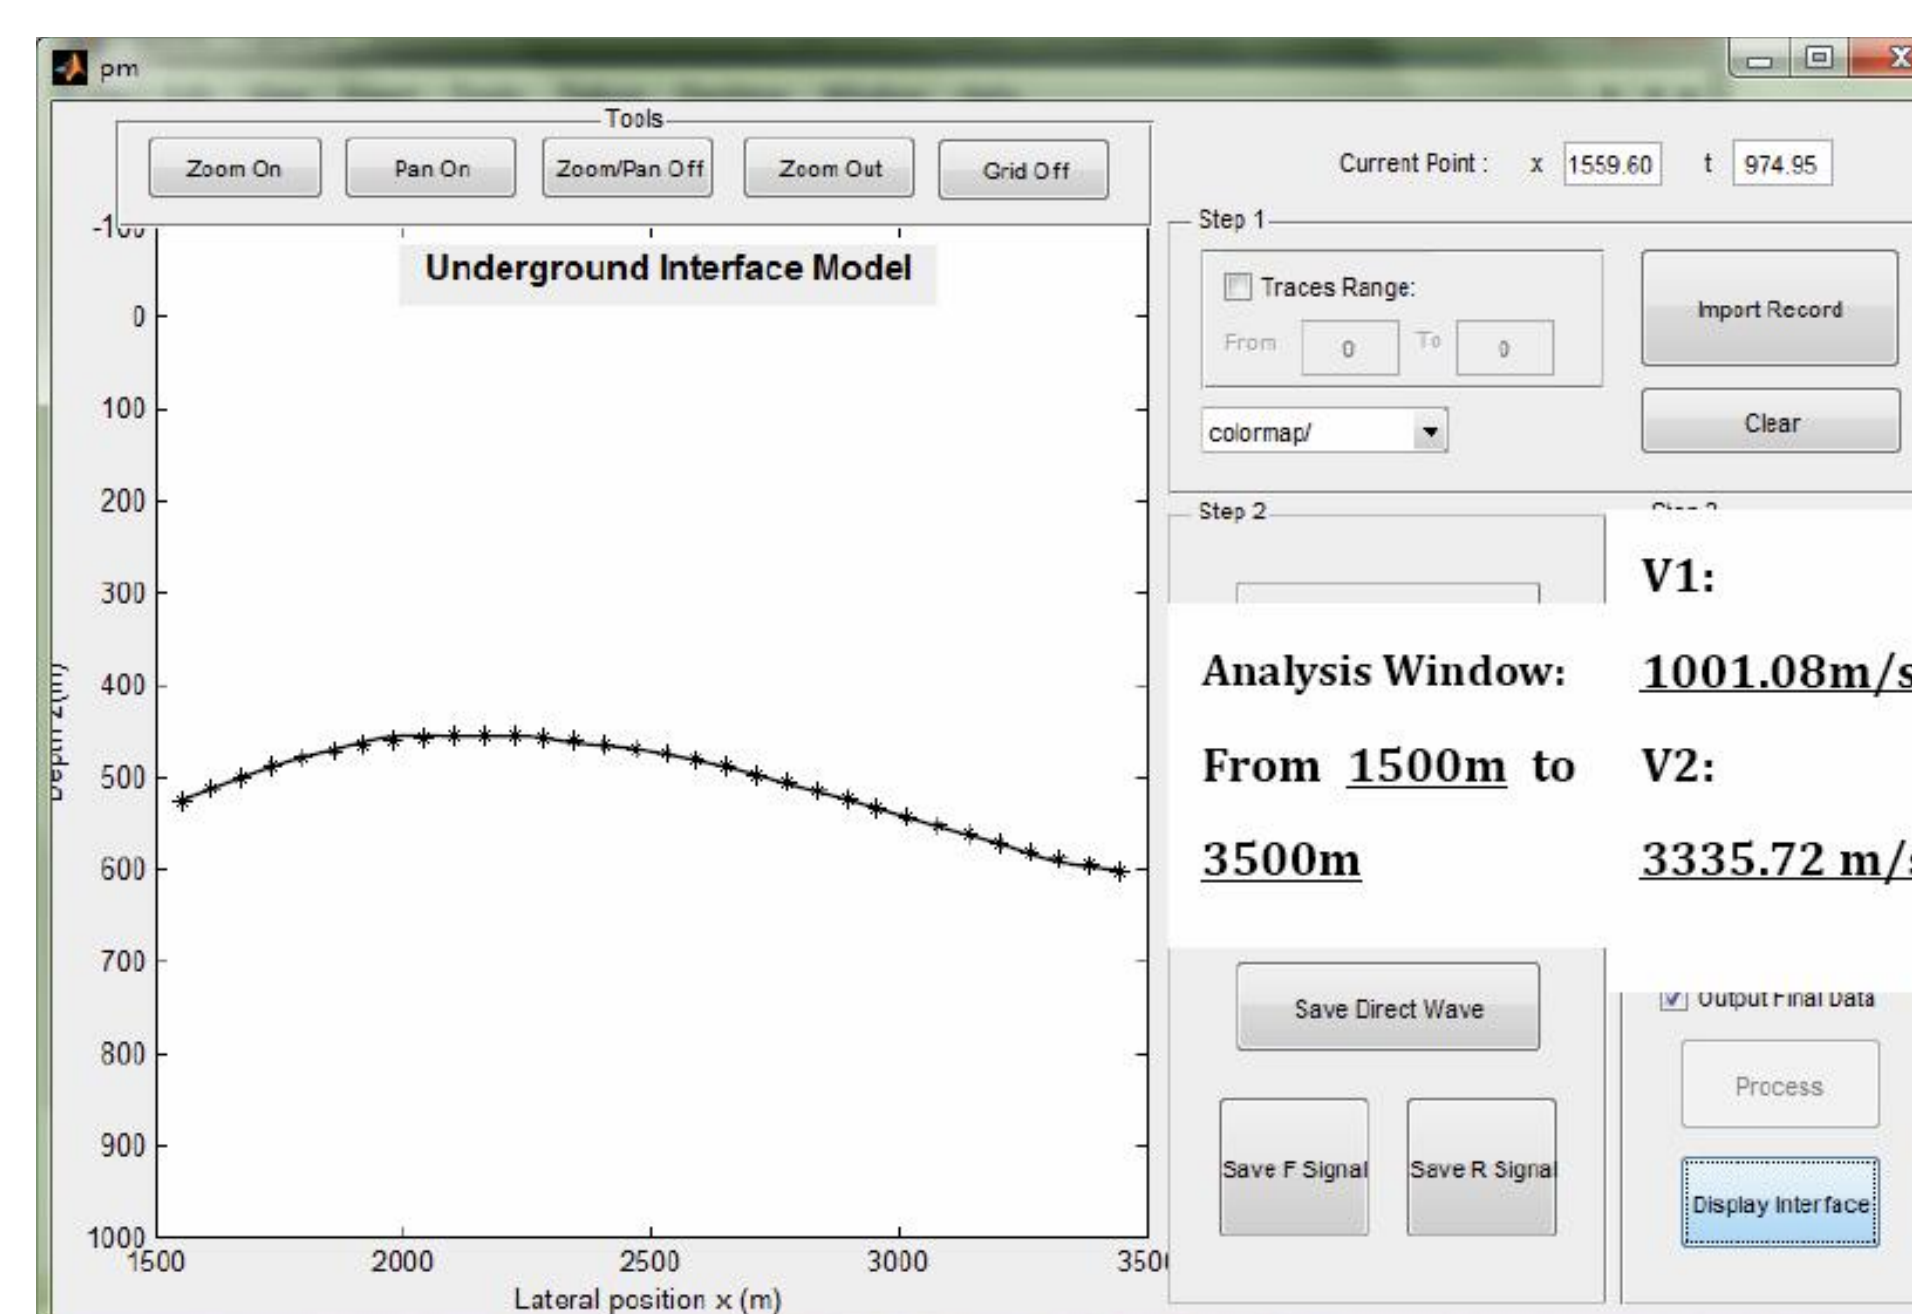 pm
Tools
Zoom On
Pan On
Zoom/Pan Off
Zoom Out
Grid Off
Current Point :
x
1559.60
t
974.95
Underground Interface Model
0
100
200
300
400
500
600
700
800
900
1000
1500
2000
2500
3000
Lateral position x (m)
Step 1
Traces Range:
From
0
To
0
Import Record
colormap/
Clear
Step 2
Analysis Window:
From 1500m to
3500m
V1:
1001.08m/s
V2:
3335.72 m/s
Save Direct Wave
Save F Signal
Save R Signal
Output Final Data
Process
Display Interface